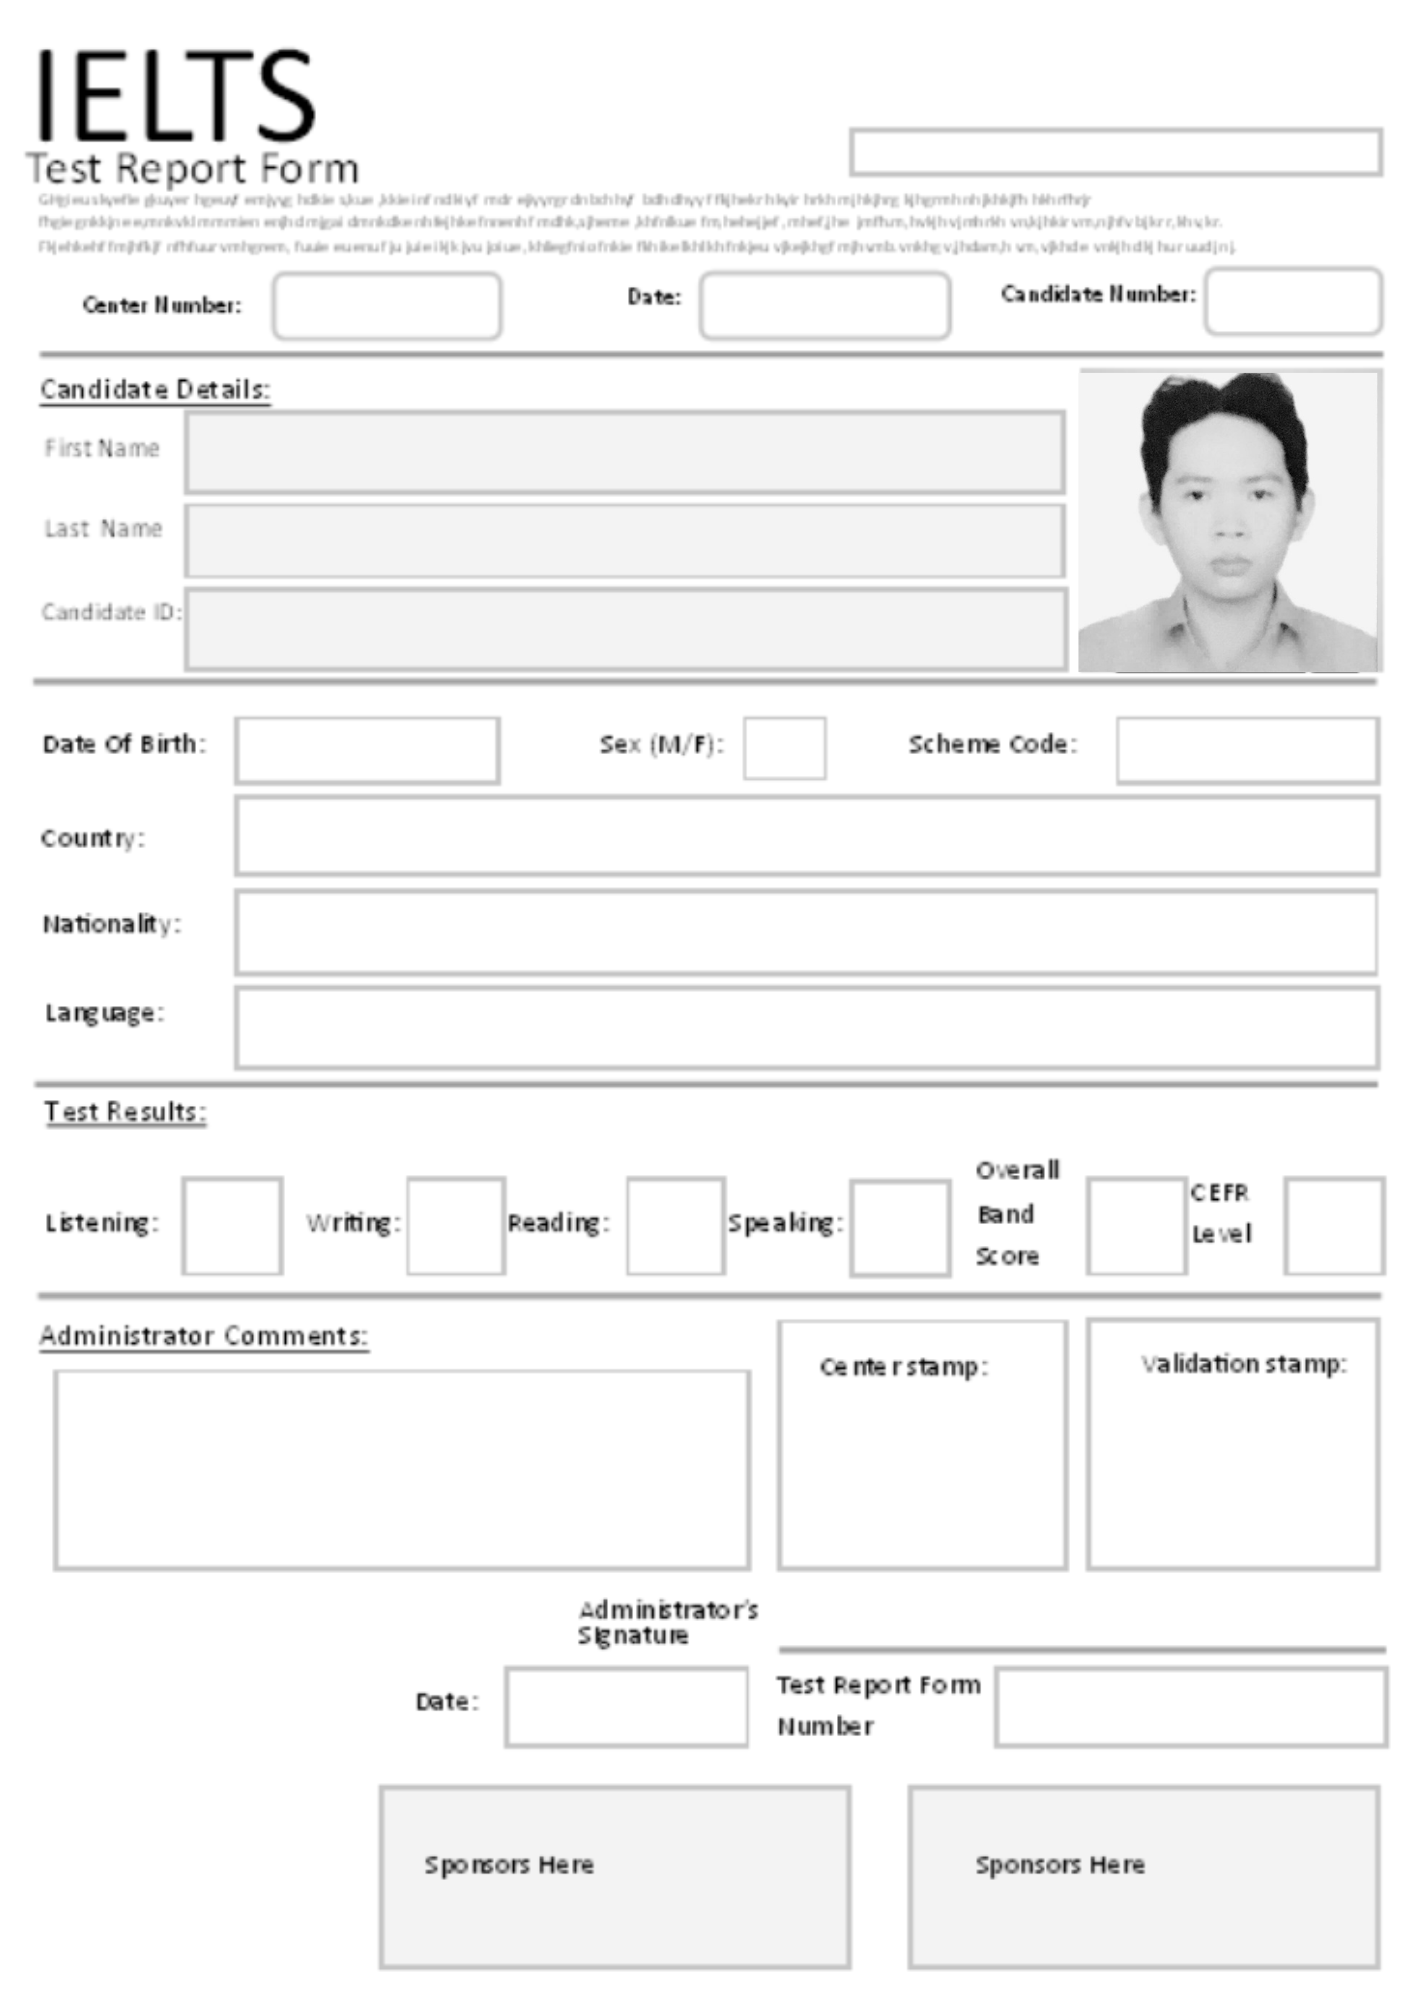 IELTS
Test Report Form
Center Number:
Date:
Candidate Number:
Candidate Details:
First Name
Last Name
Candidate ID:
Date Of Birth:
Sex (M/F):
Scheme Code:
Country:
Nationality:
Language:
Test Results:
Listening:
Writing:
Reading:
Speaking:
Overall
Band
Score
CEFR
Level
Administrator Comments:
Center stamp:
Validation stamp:
Administrator's
Signature
Date:
Test Report Form
Number
Sponsors Here
Sponsors Here